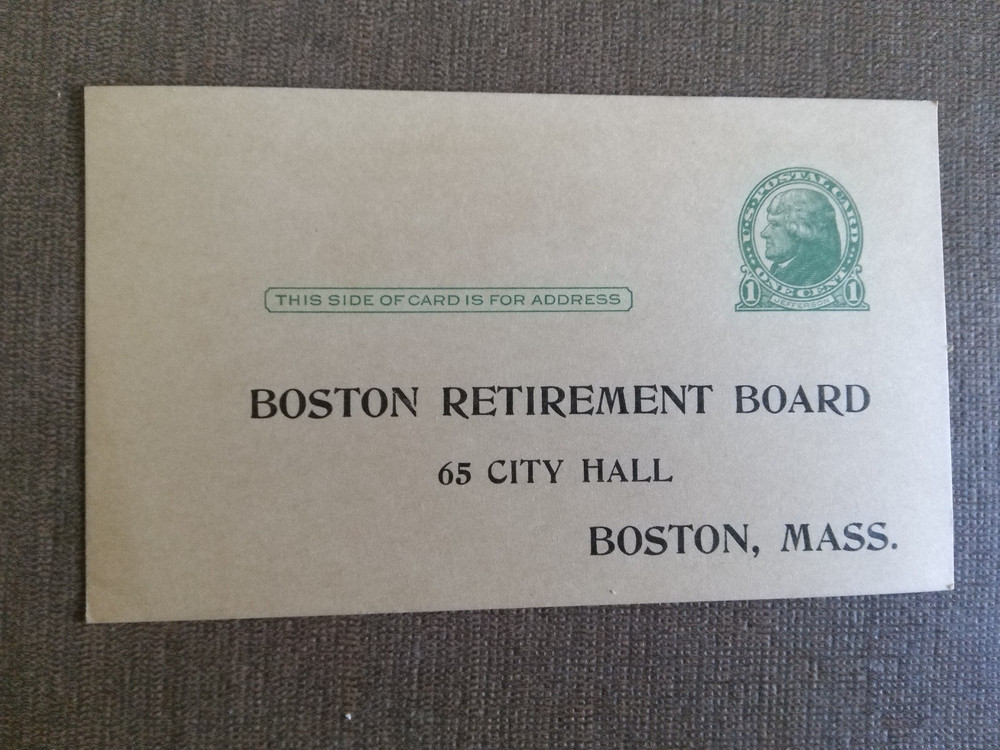 U.S. POSTAL CARD
ONE CENT
1 JEFFERSON 1
THIS SIDE OF CARD IS FOR ADDRESS
BOSTON RETIREMENT BOARD
65 CITY HALL
BOSTON, MASS.